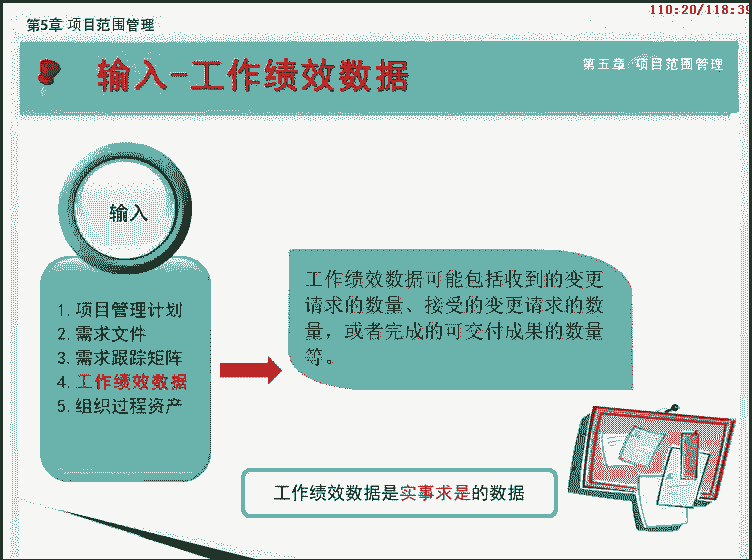 110:20/118:39
第5章 项目范围管理
输入-工作绩效数据
第五章 项目范围管理
输入
1. 项目管理计划
2. 需求文件
3. 需求跟踪矩阵
4. 工作绩效数据
5. 组织过程资产
工作绩效数据可能包括收到的变更
请求的数量、接受的变更请求的数
量，或者完成的可交付成果的数量
等。
工作绩效数据是实事求是的数据